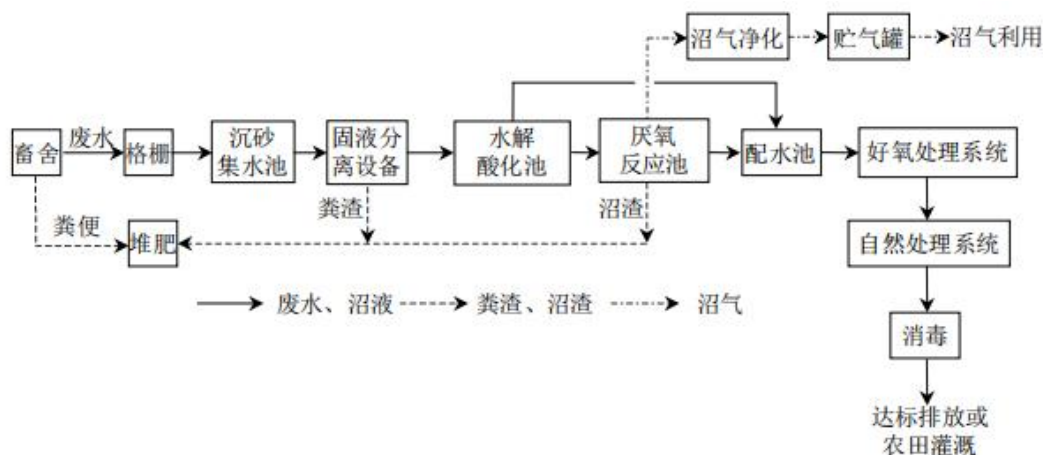 沼气净化
贮气罐
沼气利用
畜舍
废水
格栅
沉砂
集水池
固液分
离设备
水解
酸化池
厌氧
反应池
配水池
好氧处理系统
粪便
堆肥
粪渣
沼渣
自然处理系统
废水、沼液
粪渣、沼渣
沼气
消毒
达标排放或
农田灌溉